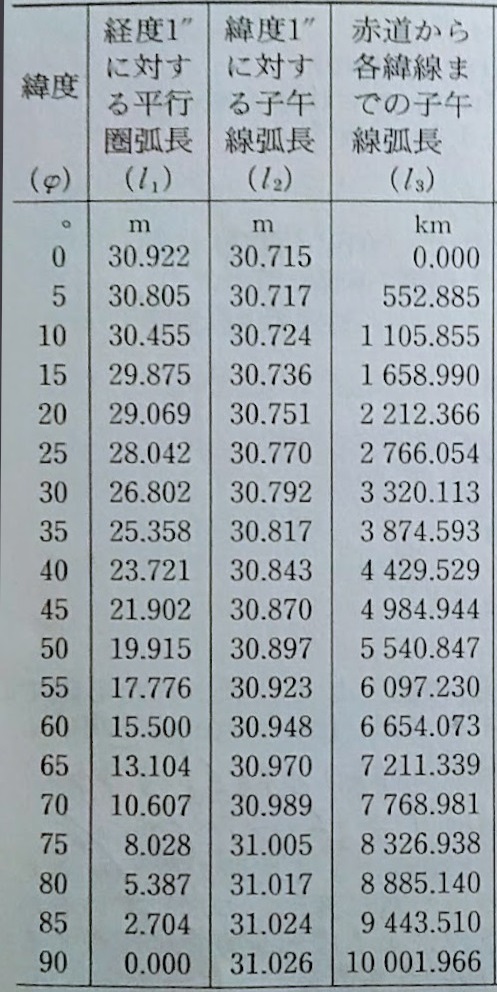 経度1″ 緯度1″ 赤道から
に対す に対す 各緯線ま
緯度 る平行 る子午 での子午
圏弧長 線弧長 線弧長
(φ) (l₁) (l₂) (l₃)
° m m km
0 30.922 30.715 0.000
5 30.805 30.717 552.885
10 30.455 30.724 1 105.855
15 29.875 30.736 1 658.990
20 29.069 30.751 2 212.366
25 28.042 30.770 2 766.054
30 26.802 30.792 3 320.113
35 25.358 30.817 3 874.593
40 23.721 30.843 4 429.529
45 21.902 30.870 4 984.944
50 19.915 30.897 5 540.847
55 17.776 30.923 6 097.230
60 15.500 30.948 6 654.073
65 13.104 30.970 7 211.339
70 10.607 30.989 7 768.981
75 8.028 31.005 8 326.938
80 5.387 31.017 8 885.140
85 2.704 31.024 9 443.510
90 0.000 31.026 10 001.966